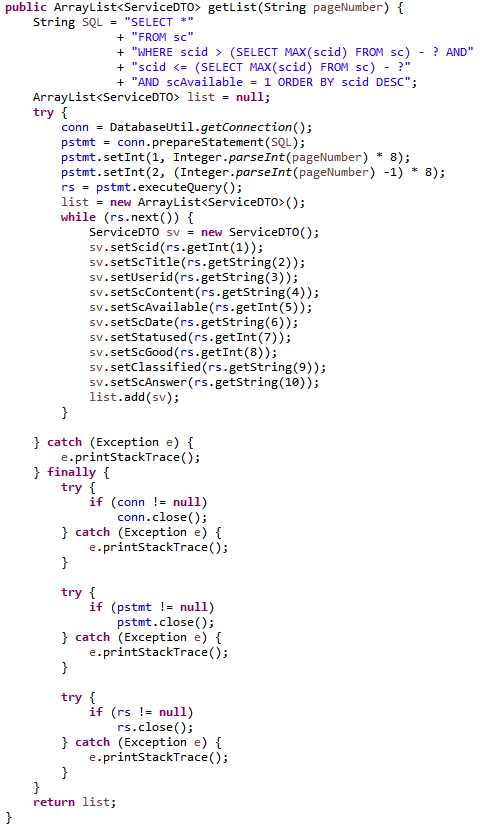 public ArrayList<ServiceDTO> getList(String pageNumber) {
    String SQL = "SELECT *"
                + "FROM sc"
                + "WHERE scid > (SELECT MAX(scid) FROM sc) - ? AND"
                + "scid <= (SELECT MAX(scid) FROM sc) - ?"
                + "AND scAvailable = 1 ORDER BY scid DESC";
    ArrayList<ServiceDTO> list = null;
    try {
        conn = DatabaseUtil.getConnection();
        pstmt = conn.prepareStatement(SQL);
        pstmt.setInt(1, Integer.parseInt(pageNumber) * 8);
        pstmt.setInt(2, (Integer.parseInt(pageNumber) -1) * 8);
        rs = pstmt.executeQuery();
        list = new ArrayList<ServiceDTO>();
        while (rs.next()) {
            ServiceDTO sv = new ServiceDTO();
            sv.setScid(rs.getInt(1));
            sv.setScTitle(rs.getString(2));
            sv.setUserid(rs.getString(3));
            sv.setScContent(rs.getString(4));
            sv.setScAvailable(rs.getInt(5));
            sv.setScDate(rs.getString(6));
            sv.setStatused(rs.getInt(7));
            sv.setScGood(rs.getInt(8));
            sv.setClassified(rs.getString(9));
            sv.setScAnswer(rs.getString(10));
            list.add(sv);
        }

    } catch (Exception e) {
        e.printStackTrace();
    } finally {
        try {
            if (conn != null)
                conn.close();
        } catch (Exception e) {
            e.printStackTrace();
        }

        try {
            if (pstmt != null)
                pstmt.close();
        } catch (Exception e) {
            e.printStackTrace();
        }

        try {
            if (rs != null)
                rs.close();
        } catch (Exception e) {
            e.printStackTrace();
        }
    }
    return list;
}